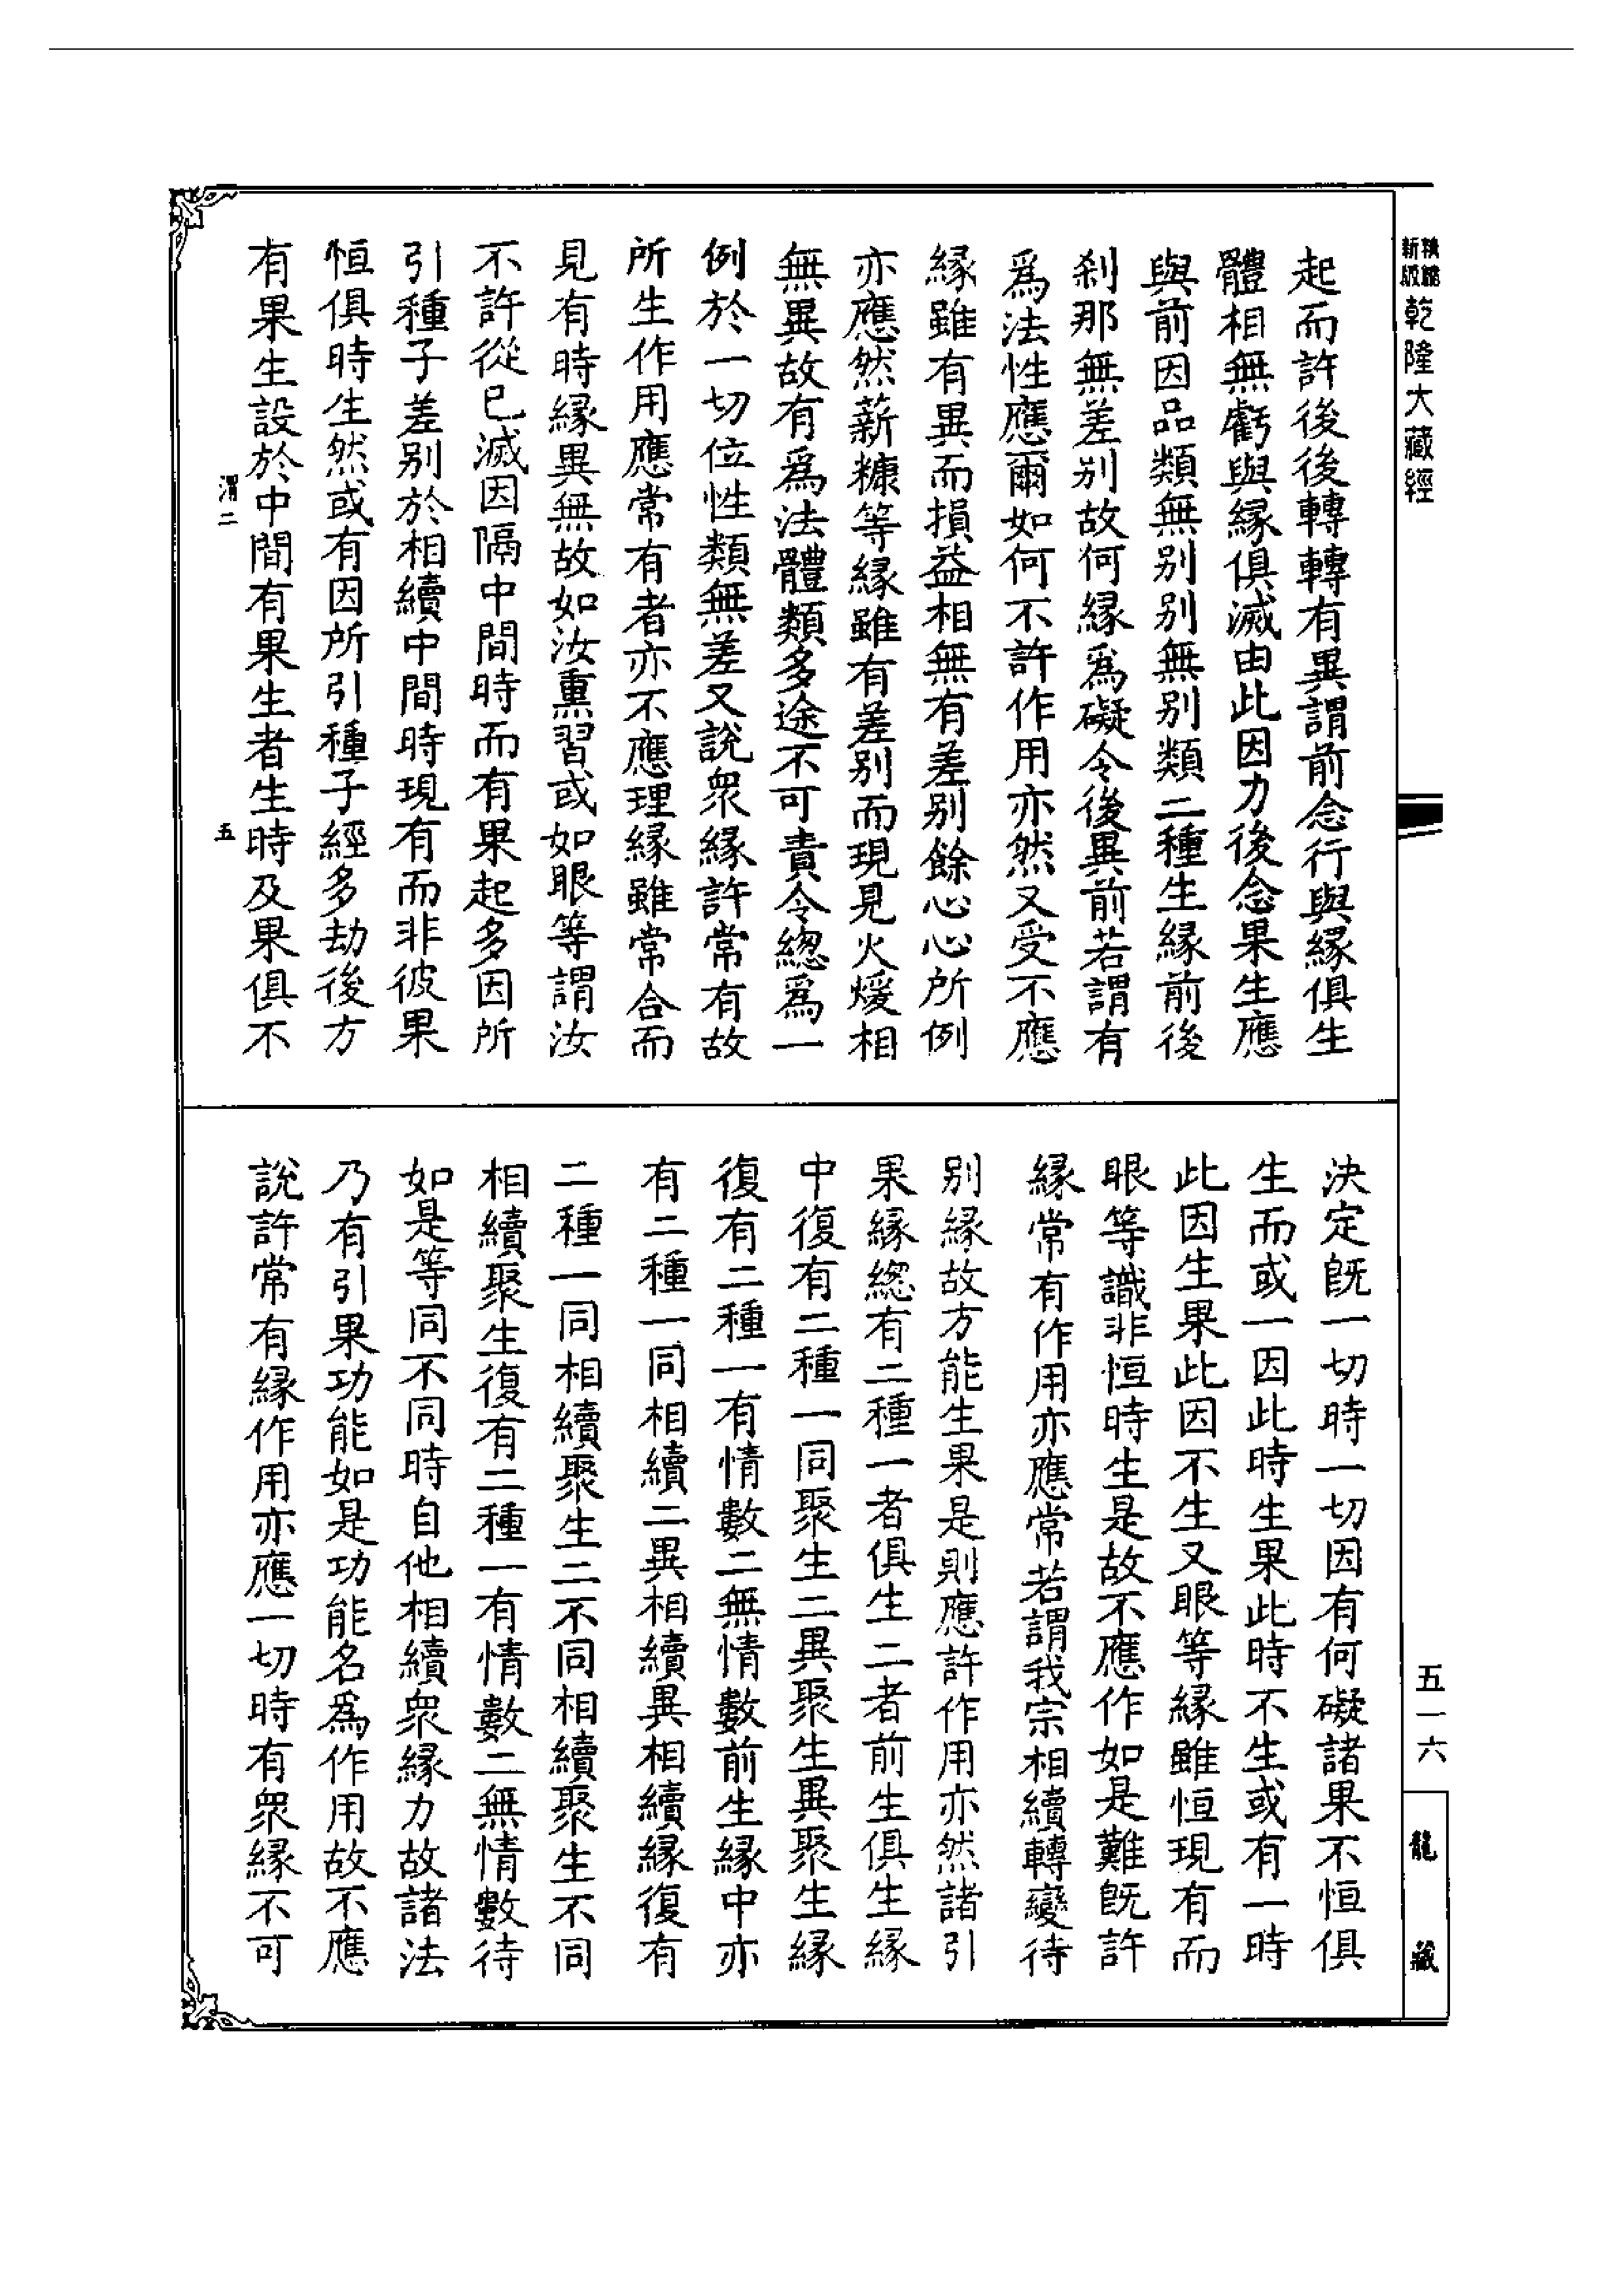 精編
新版
乾隆大藏經
起而許後後轉轉有異謂前念行與緣俱生
體相無虧與緣俱滅由此因力後念果生應
與前因品類無別別無別類二種生緣前後
剎那無差別故何緣爲礙令後異前若謂有
爲法性應爾如何不許作用亦然又受不應
緣雖有異而損益相無有差別餘心心所例
亦應然薪糠等緣雖有差別而現見火煖相
無異故有爲法體類多途不可責令總爲一
例於一切位性類無差又說衆緣許常有故
所生作用應常有者亦不應理緣雖常合而
見有時緣異無故如汝熏習或如眼等謂汝
不許從已滅因隔中間時而有果起多因所
引種子差別於相續中間時現有而非彼果
恒俱時生然或有因所引種子經多劫後方
有果生設於中間有果生者生時及果俱不
渭二
五
決定既一切時一切因有何礙諸果不恒俱
生而或一因此時生果此時不生或有一時
此因生果此因不生又眼等緣雖恒現有而
眼等識非恒時生是故不應作如是難既許
緣常有作用亦應常若謂我宗相續轉變待
別緣故方能生果是則應許作用亦然諸引
果緣總有二種一者俱生二者前生俱生緣
中復有二種一同聚生二異聚生異聚生緣
復有二種一有情數二無情數前生緣中亦
有二種一同相續二異相續異相續緣復有
二種一同相續聚生二不同相續聚生不同
相續聚生復有二種一有情數二無情數待
如是等同不同時自他相續衆緣力故諸法
乃有引果功能如是功能名爲作用故不應
說許常有緣作用亦應一切時有衆緣不可
五一六
龍藏